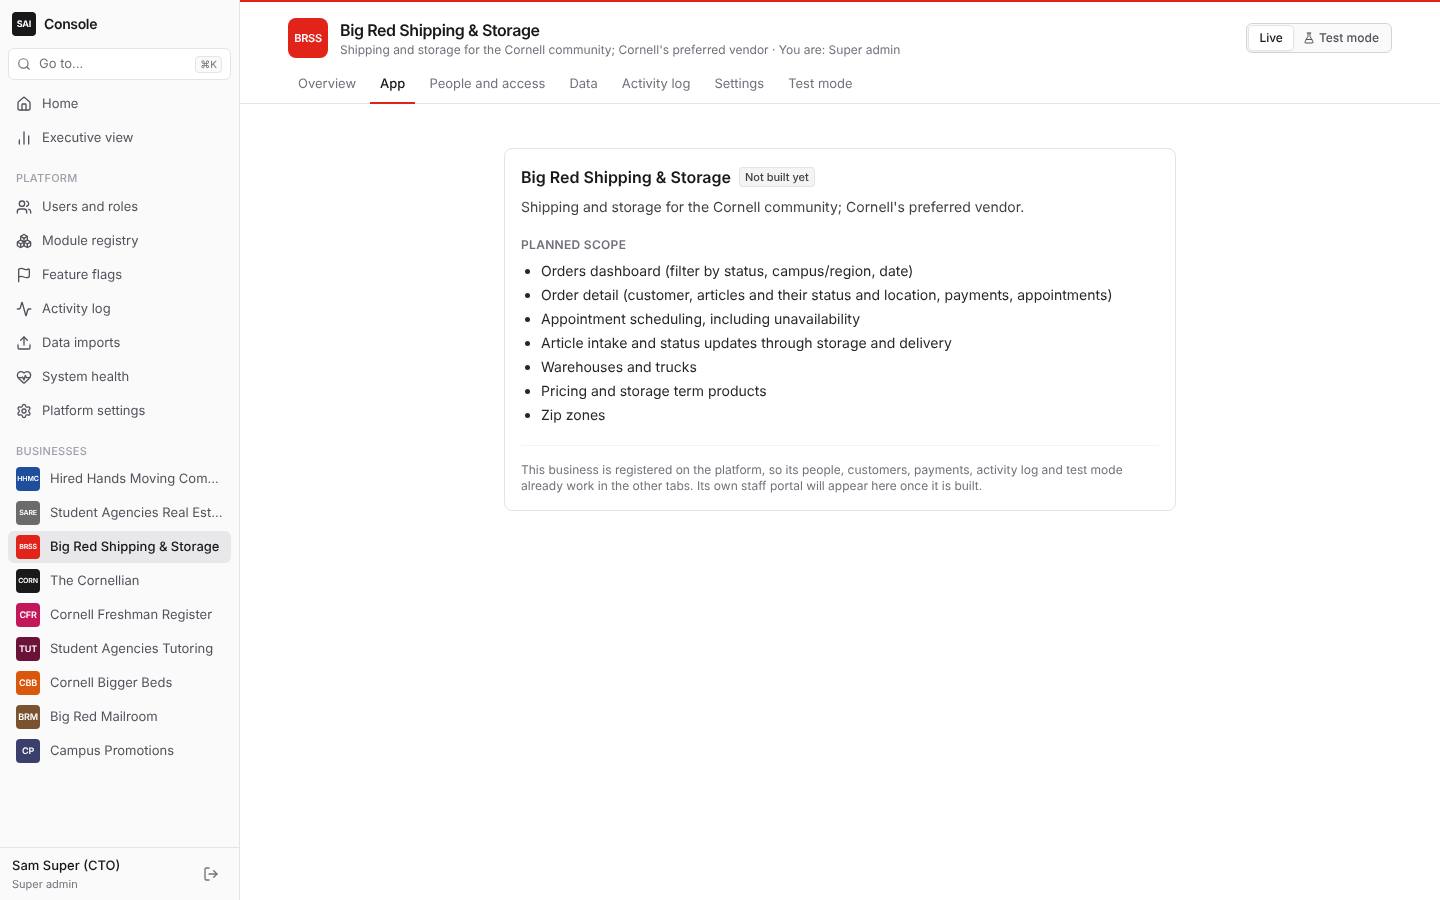 SAI Console
Go to... ⌘K
Home
Executive view
PLATFORM
Users and roles
Module registry
Feature flags
Activity log
Data imports
System health
Platform settings
BUSINESSES
HHMC Hired Hands Moving Com...
SARE Student Agencies Real Est...
BRSS Big Red Shipping & Storage
CORN The Cornellian
CFR Cornell Freshman Register
TUT Student Agencies Tutoring
CBB Cornell Bigger Beds
BRM Big Red Mailroom
CP Campus Promotions
Sam Super (CTO)
Super admin
BRSS
Big Red Shipping & Storage
Shipping and storage for the Cornell community; Cornell's preferred vendor · You are: Super admin
Live Test mode
Overview App People and access Data Activity log Settings Test mode
Big Red Shipping & Storage Not built yet
Shipping and storage for the Cornell community; Cornell's preferred vendor.
PLANNED SCOPE
• Orders dashboard (filter by status, campus/region, date)
• Order detail (customer, articles and their status and location, payments, appointments)
• Appointment scheduling, including unavailability
• Article intake and status updates through storage and delivery
• Warehouses and trucks
• Pricing and storage term products
• Zip zones
This business is registered on the platform, so its people, customers, payments, activity log and test mode
already work in the other tabs. Its own staff portal will appear here once it is built.